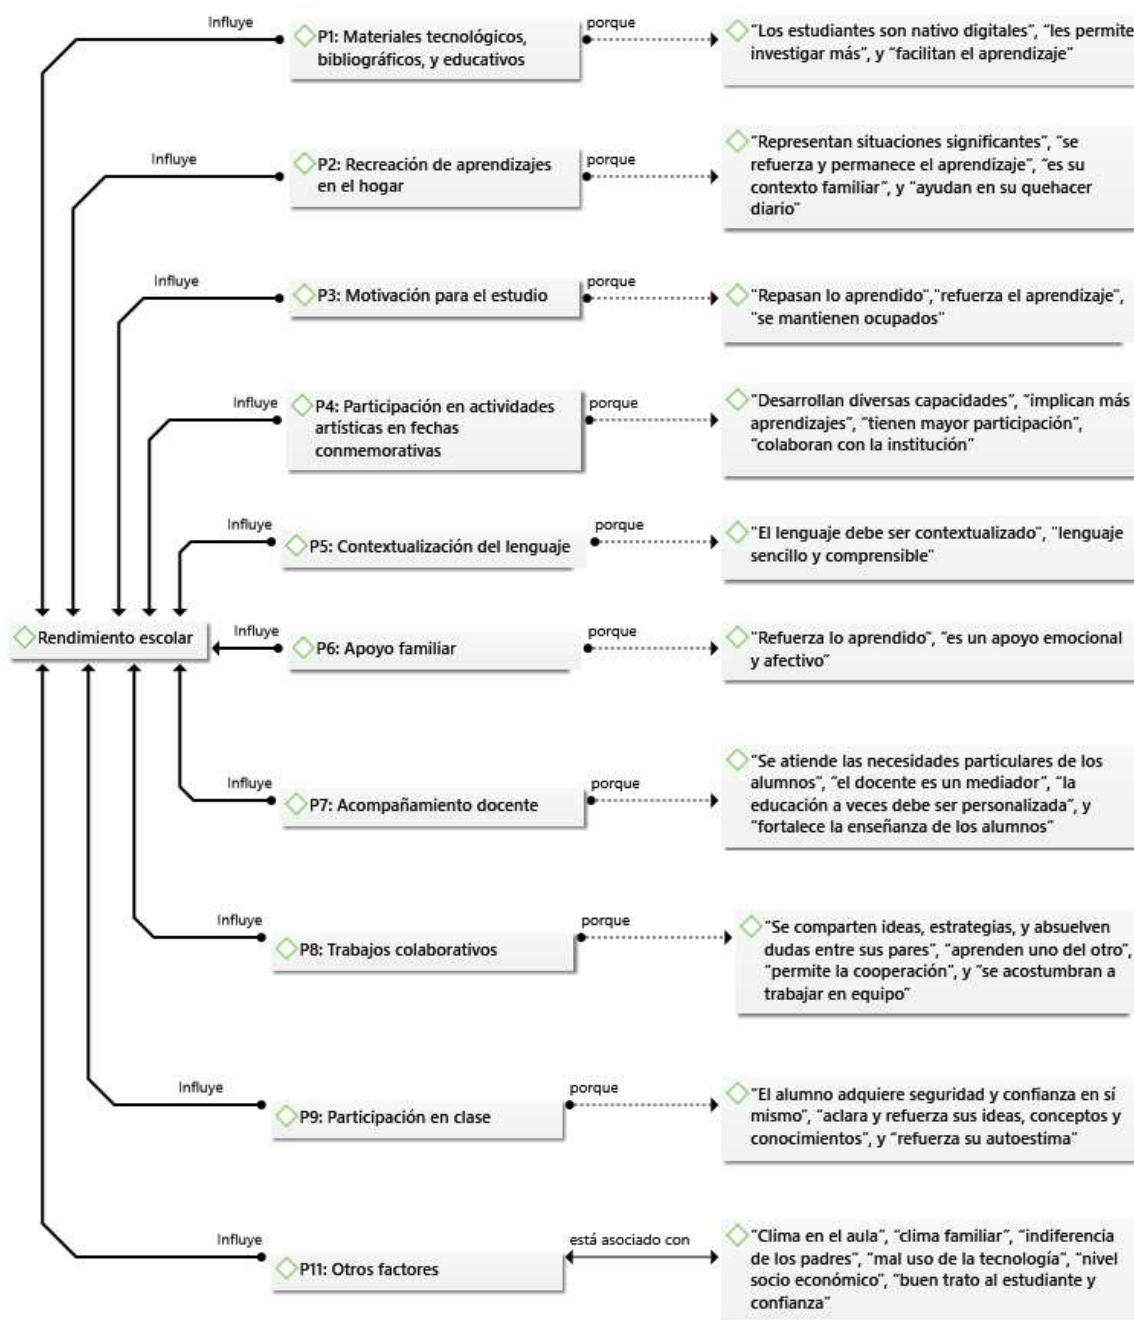 Influye
P1: Materiales tecnológicos,
bibliográficos, y educativos
porque
"Los estudiantes son nativo digitales", "les permite
investigar más", y "facilitan el aprendizaje"
Influye
P2: Recreación de aprendizajes
en el hogar
porque
"Representan situaciones significantes", "se
refuerza y permanece el aprendizaje", "es su
contexto familiar", y "ayudan en su quehacer
diario"
Influye
P3: Motivación para el estudio
porque
"Repasan lo aprendido","refuerza el aprendizaje",
"se mantienen ocupados"
Influye
P4: Participación en actividades
artísticas en fechas
conmemorativas
porque
"Desarrollan diversas capacidades", "implican más
aprendizajes", "tienen mayor participación",
"colaboran con la institución"
Influye
P5: Contextualización del lenguaje
porque
"El lenguaje debe ser contextualizado", "lenguaje
sencillo y comprensible"
Rendimiento escolar
Influye
P6: Apoyo familiar
porque
"Refuerza lo aprendido", "es un apoyo emocional
y afectivo"
Influye
P7: Acompañamiento docente
porque
"Se atiende las necesidades particulares de los
alumnos", "el docente es un mediador", "la
educación a veces debe ser personalizada", y
"fortalece la enseñanza de los alumnos"
Influye
P8: Trabajos colaborativos
porque
"Se comparten ideas, estrategias, y absuelven
dudas entre sus pares", "aprenden uno del otro",
"permite la cooperación", y "se acostumbran a
trabajar en equipo"
Influye
P9: Participación en clase
porque
"El alumno adquiere seguridad y confianza en sí
mismo", "aclara y refuerza sus ideas, conceptos y
conocimientos", y "refuerza su autoestima"
Influye
P11: Otros factores
está asociado con
"Clima en el aula", "clima familiar", "indiferencia
de los padres", "mal uso de la tecnología", "nivel
socio económico", "buen trato al estudiante y
confianza"